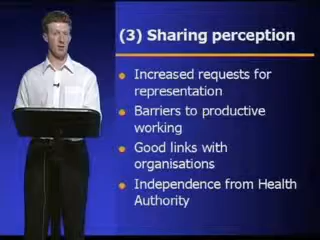 (3) Sharing perception
Increased requests for
representation
Barriers to productive
working
Good links with
organisations
Independence from Health
Authority